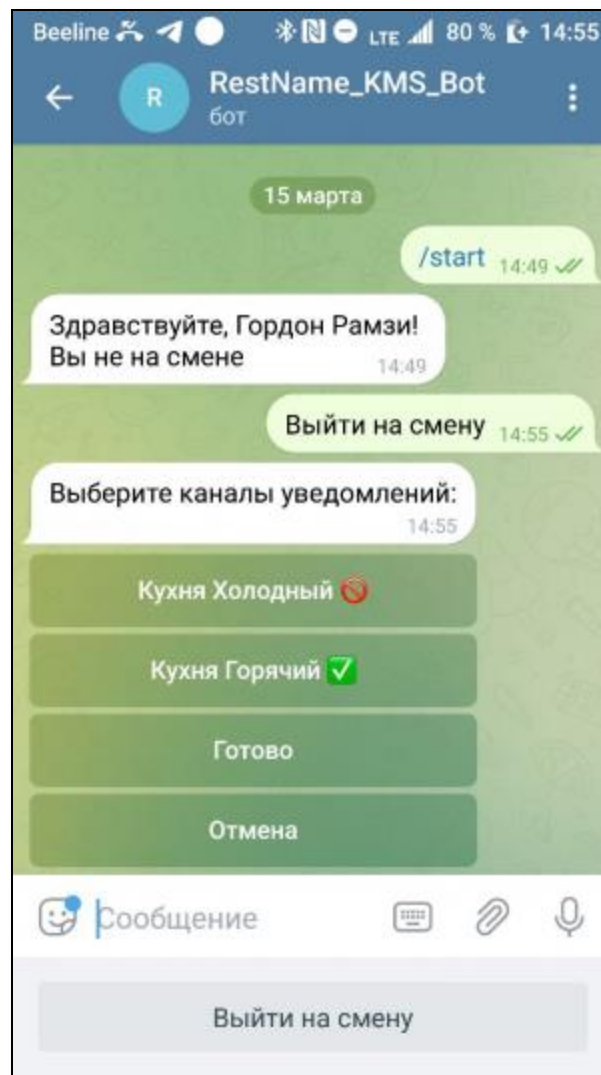 Beeline LTE 80 % 14:55
R
RestName_KMS_Bot
бот
15 марта
/start 14:49
Здравствуйте, Гордон Рамзи!
Вы не на смене 14:49
Выйти на смену 14:55
Выберите каналы уведомлений:
14:55
Кухня Холодный 🚫
Кухня Горячий ✅
Готово
Отмена
Сообщение
Выйти на смену